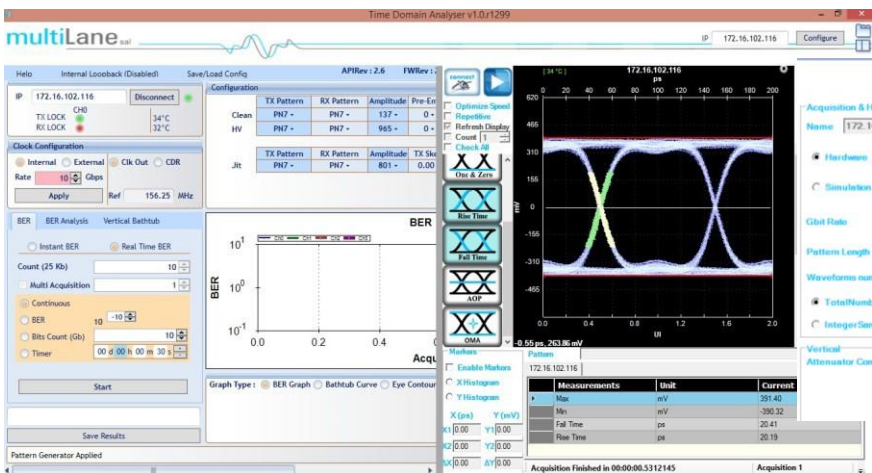 Time Domain Analyser v1.0.r1299
multiLane sal
IP 172.16.102.116 Configure
Help Internal Loopback (Disabled) Save/Load Config
APIRev : 2.6 FWRev :
IP 172.16.102.116 Disconnect
CH0
TX LOCK 34°C
RX LOCK 32°C
Configuration
TX Pattern RX Pattern Amplitude Pre-Em
Clean PN7 PN7 137 0
HV PN7 PN7 965 0
TX Pattern RX Pattern Amplitude TX Ske
Jit PN7 PN7 801 0.00
Clock Configuration
Internal External Clk Out CDR
Rate 10 Gbps
Apply Ref 156.25 MHz
BER BER Analysis Vertical Bathtub
Instant BER Real Time BER
Count (25 Kb) 10
Multi Acquisition 1
Continuous
BER 10 -10
Bits Count (Gb) 10
Timer 00 d 00 h 00 m 30 s
Start
Save Results
Pattern Generator Applied
BER
CH0 CH1 CH2 CH3
BER
10¹
10⁰
10⁻¹
0.0 0.2 0.4
Acqu
Graph Type : BER Graph Bathtub Curve Eye Contour
connect
Optimize Speed
Repetitive
Refresh Display
Count 1
Check All
One & Zero
Rise Time
Fall Time
AOP
OMA
[34 °C] 172.16.102.116
ps
0 20 40 60 80 100 120 140 160 180 200
mV
620
465
310
155
0
-155
-310
-465
0.0 0.4 0.8 1.2 1.6 2.0
UI
-0.55 ps, 263.86 mV
Markers
Enable Markers
X Histogram
Y Histogram
X (ps) Y (mV)
X1 0.00 Y1 0.00
X2 0.00 Y2 0.00
ΔX 0.00 ΔY 0.00
Pattern
172.16.102.116
Measurements Unit Current
Max mV 391.40
Min mV -390.32
Fall Time ps 20.41
Rise Time ps 20.19
Acquisition Finished in 00:00:00.5312145 Acquisition 1
Acquisition & H
Name 172.1
Hardware
Simulation
Gbit Rate
Pattern Length
Waveforms num
TotalNumb
IntegerSam
Vertical
Attenuator Con